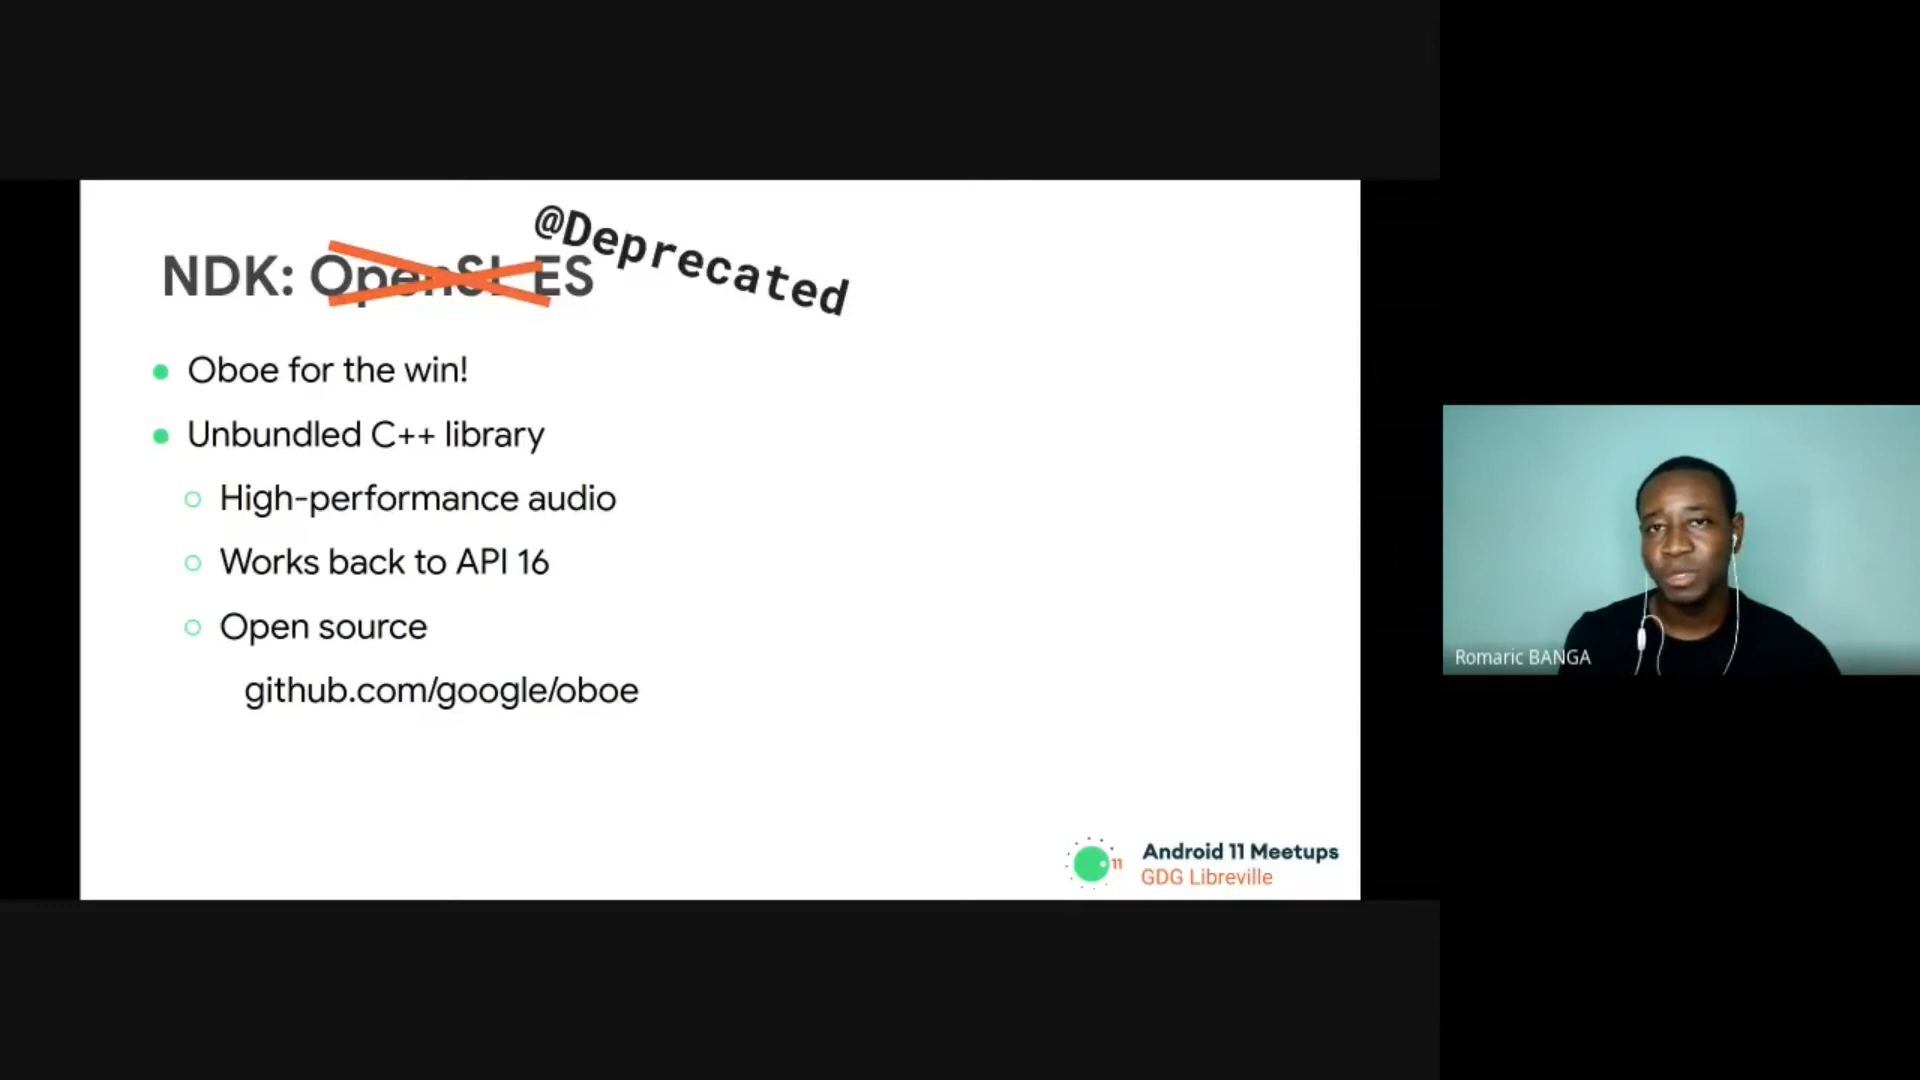 @Deprecated
NDK: OpenSL ES
Oboe for the win!
Unbundled C++ library
High-performance audio
Works back to API 16
Open source
github.com/google/oboe
11
Android 11 Meetups
GDG Libreville
Romaric BANGA